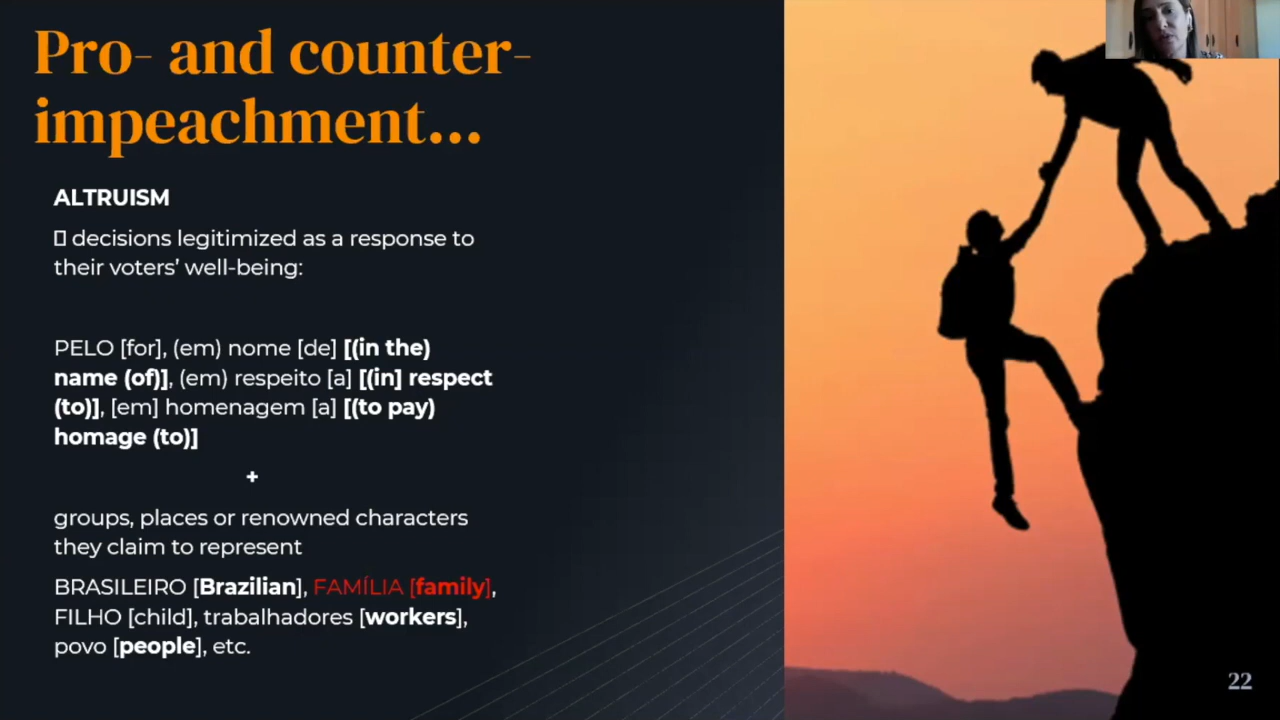 Pro- and counter-
impeachment...
ALTRUISM
decisions legitimized as a response to
their voters’ well-being:
PELO [for], (em) nome [de] [(in the)
name (of)], (em) respeito [a] [(in] respect
(to)], [em] homenagem [a] [(to pay)
homage (to)]
+
groups, places or renowned characters
they claim to represent
BRASILEIRO [Brazilian], FAMÍLIA [family],
FILHO [child], trabalhadores [workers],
povo [people], etc.
22